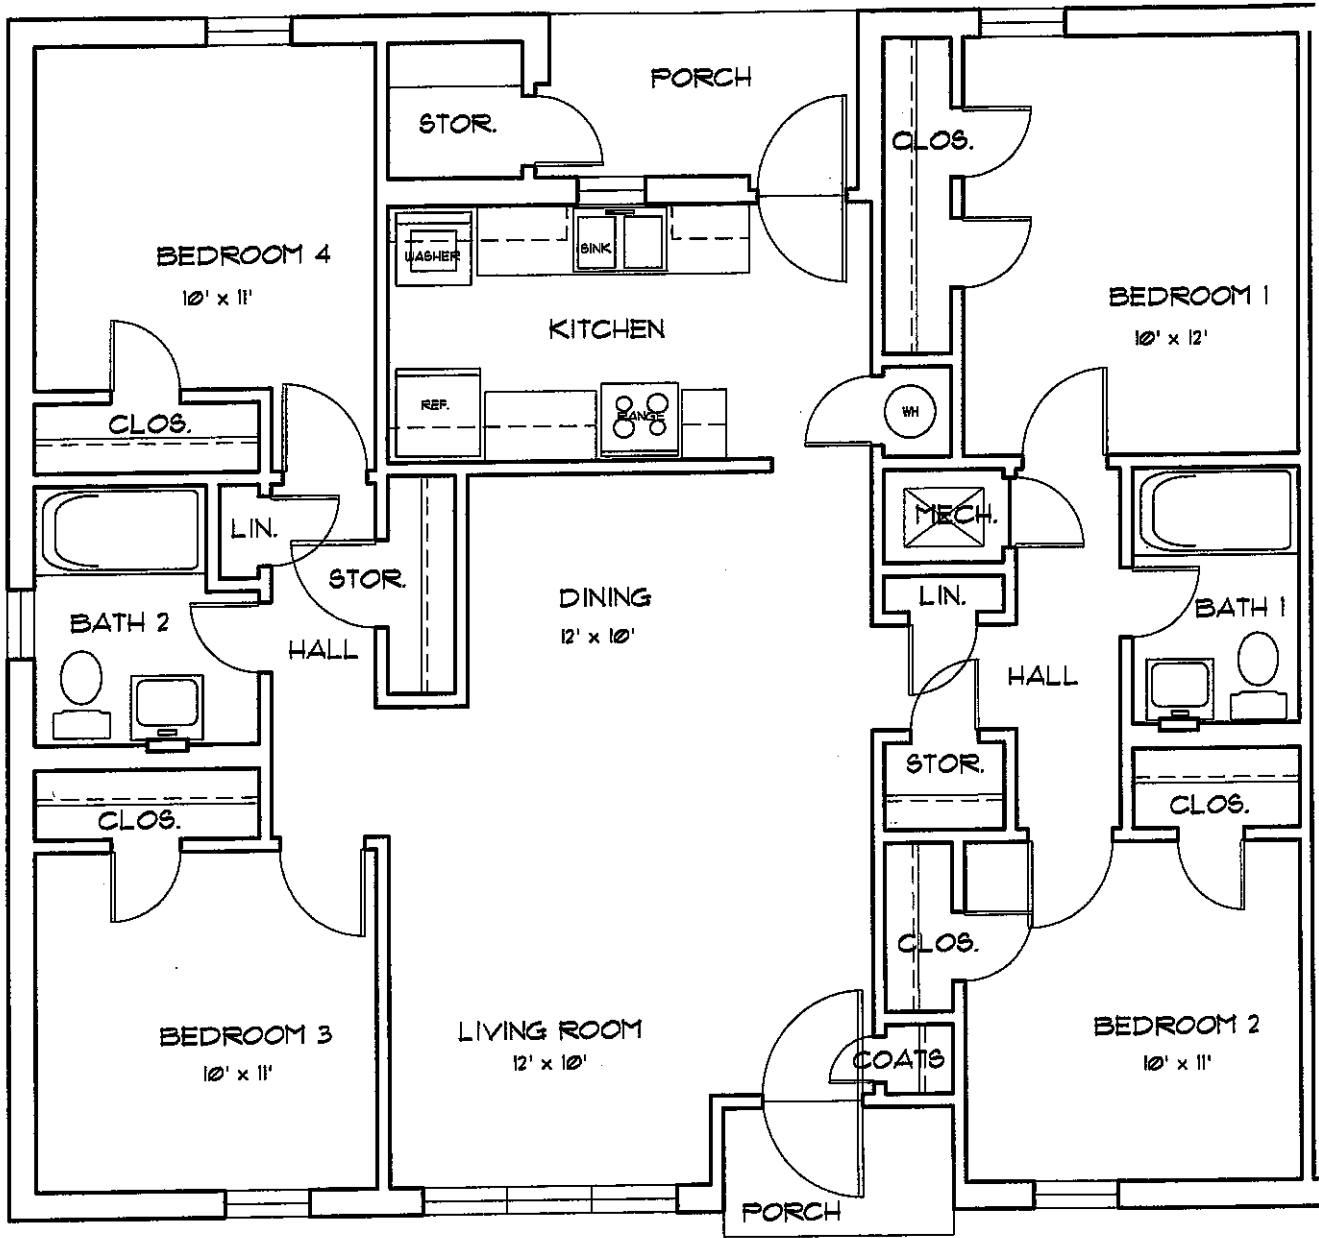 PORCH
STOR.
CLOS.
BEDROOM 4
10' x 11'
WASHER
SINK
BEDROOM 1
10' x 12'
KITCHEN
REF.
RANGE
WH
CLOS.
LIN.
MECH.
STOR.
DINING
12' x 10'
LIN.
BATH 1
BATH 2
HALL
HALL
STOR.
CLOS.
CLOS.
CLOS.
BEDROOM 3
10' x 11'
LIVING ROOM
12' x 10'
COATS
BEDROOM 2
10' x 11'
PORCH